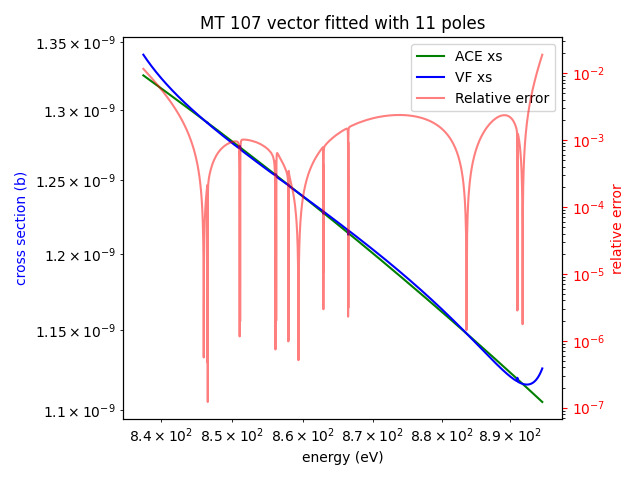 MT 107 vector fitted with 11 poles
ACE xs
VF xs
Relative error
cross section (b)
1.35 × 10⁻⁹
1.3 × 10⁻⁹
1.25 × 10⁻⁹
1.2 × 10⁻⁹
1.15 × 10⁻⁹
1.1 × 10⁻⁹
10⁻²
10⁻³
10⁻⁴
10⁻⁵
10⁻⁶
10⁻⁷
relative error
8.4 × 10² 8.5 × 10² 8.6 × 10² 8.7 × 10² 8.8 × 10² 8.9 × 10²
energy (eV)